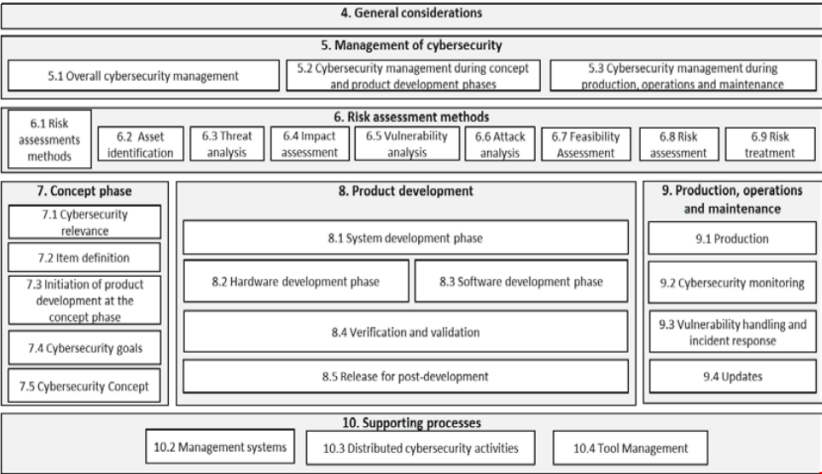 4. General considerations
5. Management of cybersecurity
5.1 Overall cybersecurity management
5.2 Cybersecurity management during concept
and product development phases
5.3 Cybersecurity management during
production, operations and maintenance
6. Risk assessment methods
6.1 Risk
assessments
methods
6.2 Asset
identification
6.3 Threat
analysis
6.4 Impact
assessment
6.5 Vulnerability
analysis
6.6 Attack
analysis
6.7 Feasibility
Assessment
6.8 Risk
assessment
6.9 Risk
treatment
7. Concept phase
7.1 Cybersecurity
relevance
7.2 Item definition
7.3 Initiation of product
development at the
concept phase
7.4 Cybersecurity goals
7.5 Cybersecurity Concept
8. Product development
8.1 System development phase
8.2 Hardware development phase
8.3 Software development phase
8.4 Verification and validation
8.5 Release for post-development
9. Production, operations
and maintenance
9.1 Production
9.2 Cybersecurity monitoring
9.3 Vulnerability handling and
incident response
9.4 Updates
10. Supporting processes
10.2 Management systems
10.3 Distributed cybersecurity activities
10.4 Tool Management